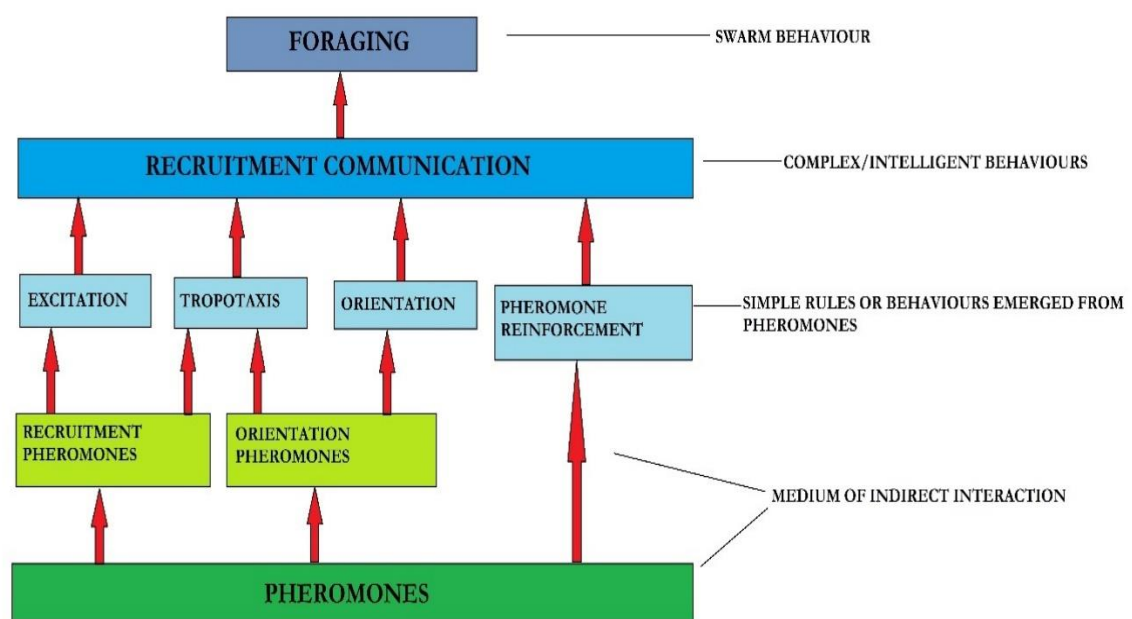 FORAGING
SWARM BEHAVIOUR
RECRUITMENT COMMUNICATION
COMPLEX/INTELLIGENT BEHAVIOURS
EXCITATION
TROPOTAXIS
ORIENTATION
PHEROMONE
REINFORCEMENT
SIMPLE RULES OR BEHAVIOURS EMERGED FROM
PHEROMONES
RECRUITMENT
PHEROMONES
ORIENTATION
PHEROMONES
MEDIUM OF INDIRECT INTERACTION
PHEROMONES